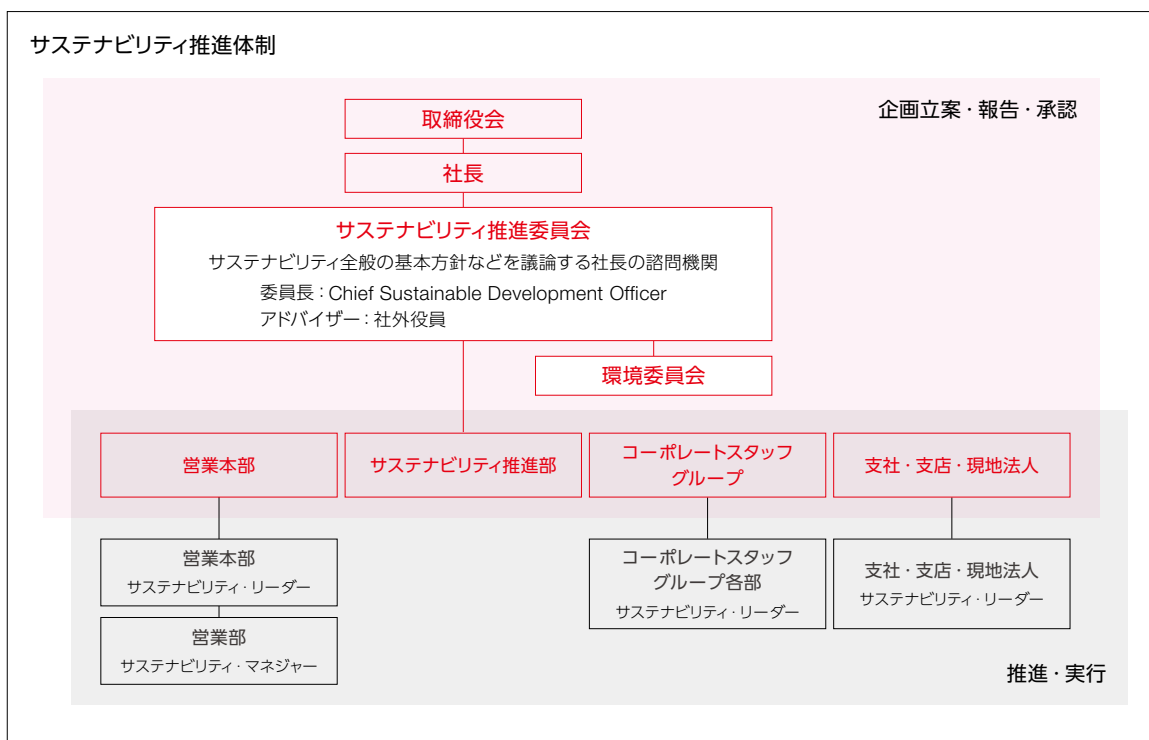 サステナビリティ推進体制
企画立案・報告・承認
取締役会
社長
サステナビリティ推進委員会
サステナビリティ全般の基本方針などを議論する社長の諮問機関
委員長：Chief Sustainable Development Officer
アドバイザー：社外役員
環境委員会
営業本部
サステナビリティ推進部
コーポレートスタッフ
グループ
支社・支店・現地法人
営業本部
サステナビリティ・リーダー
コーポレートスタッフ
グループ各部
サステナビリティ・リーダー
支社・支店・現地法人
サステナビリティ・リーダー
営業部
サステナビリティ・マネジャー
推進・実行